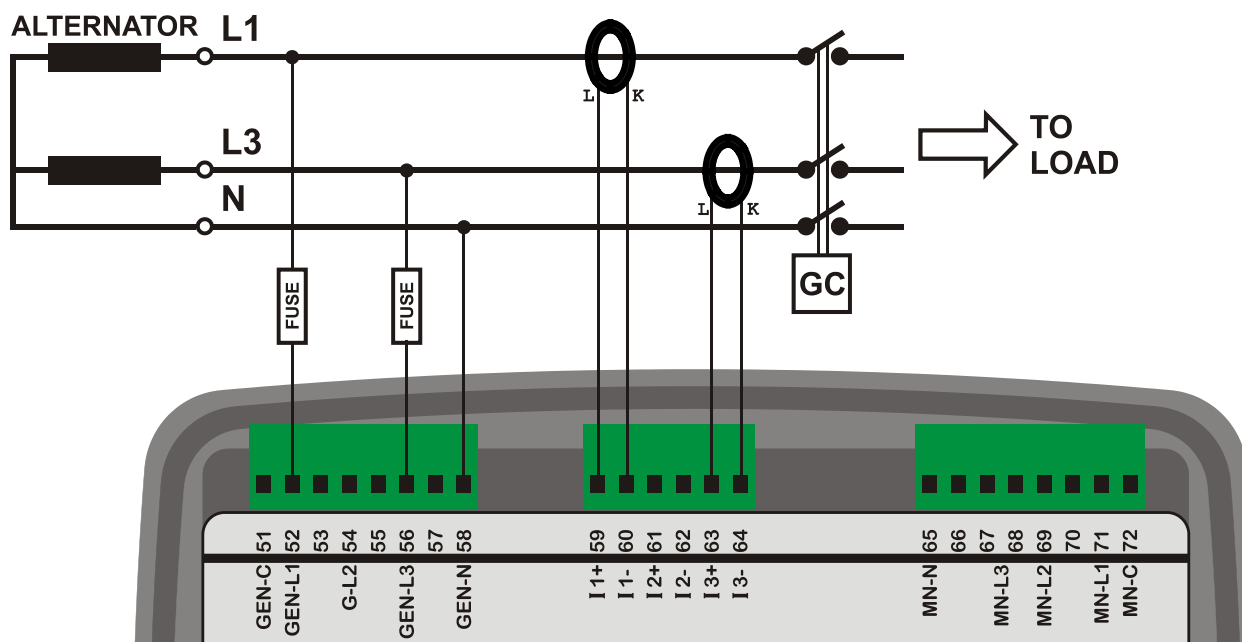 ALTERNATOR
L1
L K
L3
TO
LOAD
N
L K
FUSE
FUSE
GC
51
52
53
54
55
56
57
58
59
60
61
62
63
64
65
66
67
68
69
70
71
72
GEN-C
GEN-L1
G-L2
GEN-L3
GEN-N
I 1+
I 1-
I 2+
I 2-
I 3+
I 3-
MN-N
MN-L3
MN-L2
MN-L1
MN-C